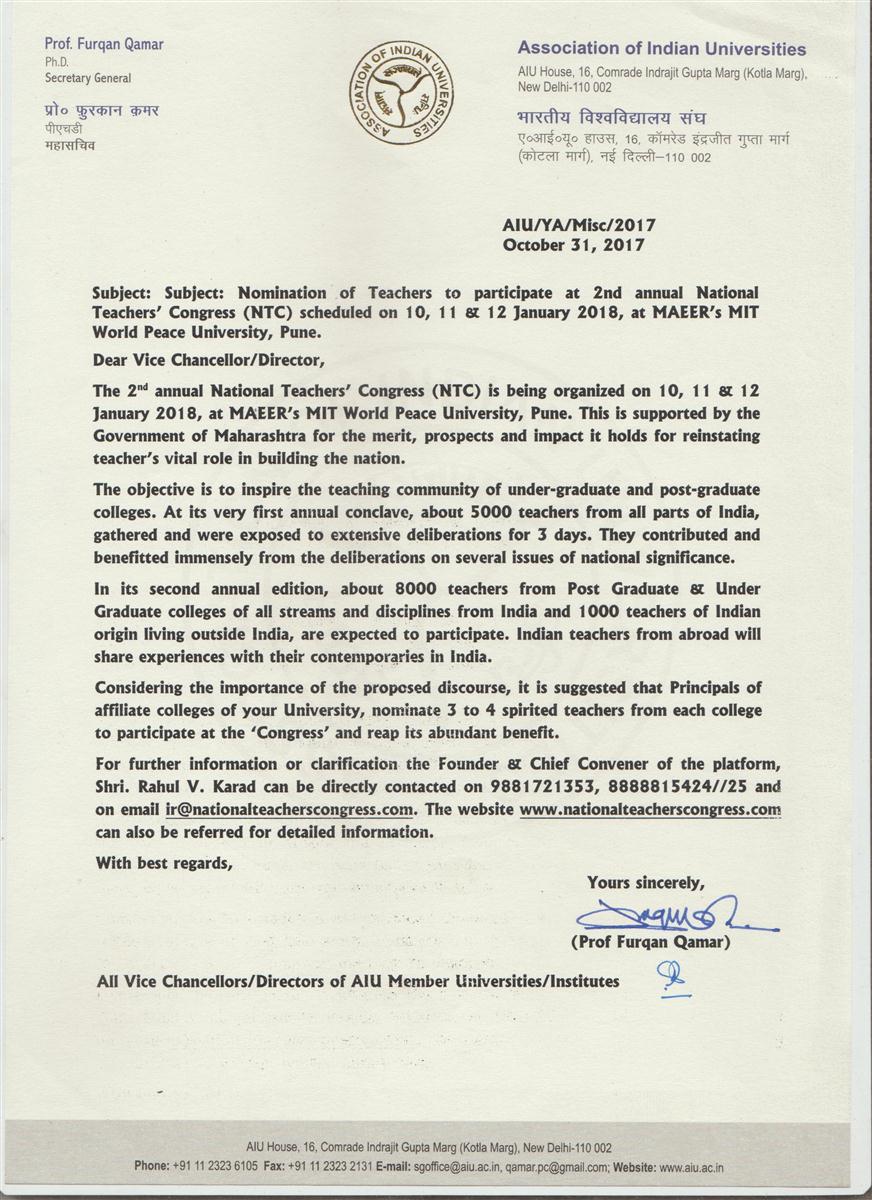 Prof. Furqan Qamar
Ph.D.
Secretary General
प्रो० फुरकान क़मर
पीएचडी
महासचिव
ASSOCIATION OF INDIAN UNIVERSITIES
Association of Indian Universities
AIU House, 16, Comrade Indrajit Gupta Marg (Kotla Marg),
New Delhi-110 002
भारतीय विश्वविद्यालय संघ
ए०आई०यू० हाउस, 16, कॉमरेड इंद्रजीत गुप्ता मार्ग
(कोटला मार्ग), नई दिल्ली–110 002
AIU/YA/Misc/2017
October 31, 2017
Subject: Subject: Nomination of Teachers to participate at 2nd annual National
Teachers' Congress (NTC) scheduled on 10, 11 & 12 January 2018, at MAEER's MIT
World Peace University, Pune.
Dear Vice Chancellor/Director,
The 2nd annual National Teachers' Congress (NTC) is being organized on 10, 11 & 12
January 2018, at MAEER's MIT World Peace University, Pune. This is supported by the
Government of Maharashtra for the merit, prospects and impact it holds for reinstating
teacher's vital role in building the nation.
The objective is to inspire the teaching community of under-graduate and post-graduate
colleges. At its very first annual conclave, about 5000 teachers from all parts of India,
gathered and were exposed to extensive deliberations for 3 days. They contributed and
benefitted immensely from the deliberations on several issues of national significance.
In its second annual edition, about 8000 teachers from Post Graduate & Under
Graduate colleges of all streams and disciplines from India and 1000 teachers of Indian
origin living outside India, are expected to participate. Indian teachers from abroad will
share experiences with their contemporaries in India.
Considering the importance of the proposed discourse, it is suggested that Principals of
affiliate colleges of your University, nominate 3 to 4 spirited teachers from each college
to participate at the 'Congress' and reap its abundant benefit.
For further information or clarification the Founder & Chief Convener of the platform,
Shri. Rahul V. Karad can be directly contacted on 9881721353, 8888815424//25 and
on email ir@nationalteacherscongress.com. The website www.nationalteacherscongress.com
can also be referred for detailed information.
With best regards,
Yours sincerely,
(Prof Furqan Qamar)
All Vice Chancellors/Directors of AIU Member Universities/Institutes
AIU House, 16, Comrade Indrajit Gupta Marg (Kotla Marg), New Delhi-110 002
Phone: +91 11 2323 6105 Fax: +91 11 2323 2131 E-mail: sgoffice@aiu.ac.in, qamar.pc@gmail.com; Website: www.aiu.ac.in